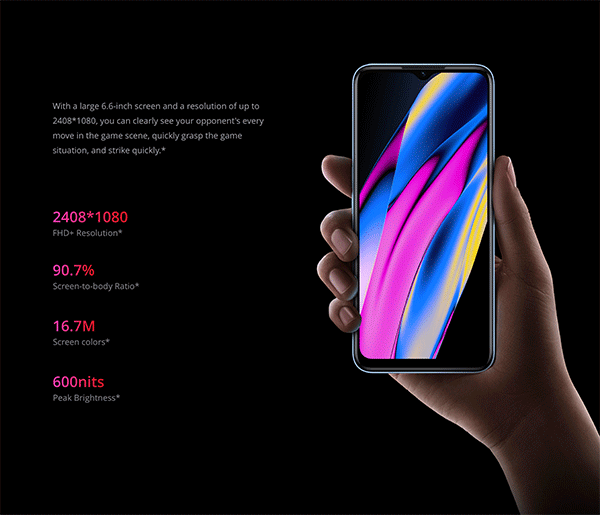 With a large 6.6-inch screen and a resolution of up to
2408*1080, you can clearly see your opponent's every
move in the game scene, quickly grasp the game
situation, and strike quickly.*
2408*1080
FHD+ Resolution*
90.7%
Screen-to-body Ratio*
16.7M
Screen colors*
600nits
Peak Brightness*